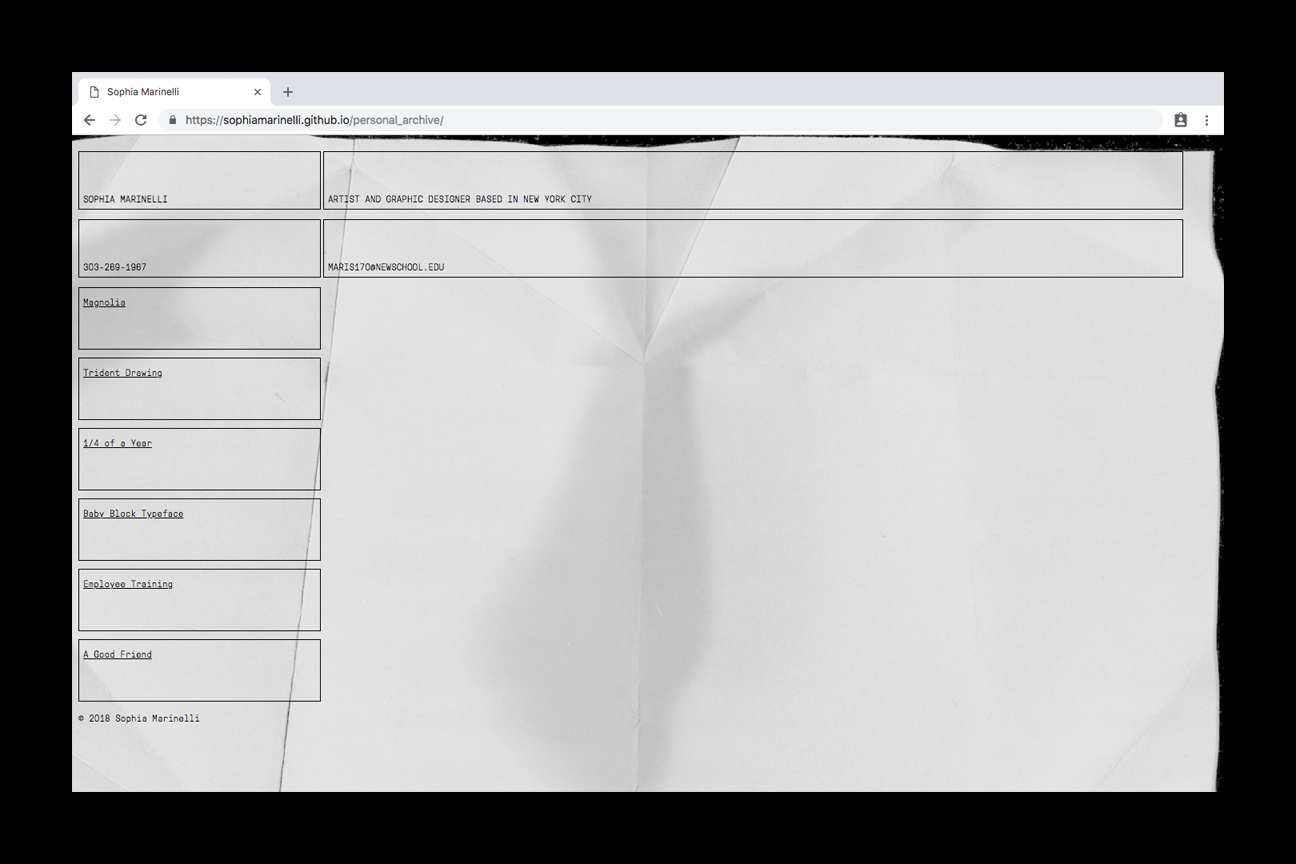 Sophia Marinelli
https://sophiamarinelli.github.io/personal_archive/
SOPHIA MARINELLI
ARTIST AND GRAPHIC DESIGNER BASED IN NEW YORK CITY
303-269-1967
MARIS170@NEWSCHOOL.EDU
Magnolia
Trident Drawing
1/4 of a Year
Baby Block Typeface
Employee Training
A Good Friend
© 2018 Sophia Marinelli